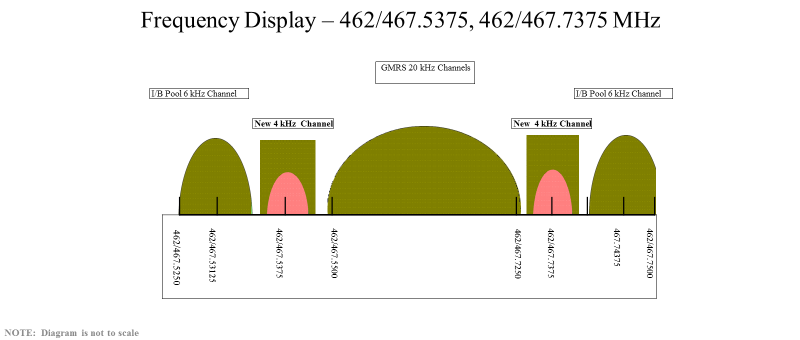 Frequency Display – 462/467.5375, 462/467.7375 MHz
GMRS 20 kHz Channels
I/B Pool 6 kHz Channel
I/B Pool 6 kHz Channel
New 4 kHz Channel
New 4 kHz Channel
462/467.5250
462/467.53125
462/467.5375
462/467.5500
462/467.7250
462/467.7375
467.74375
462/467.7500
NOTE: Diagram is not to scale